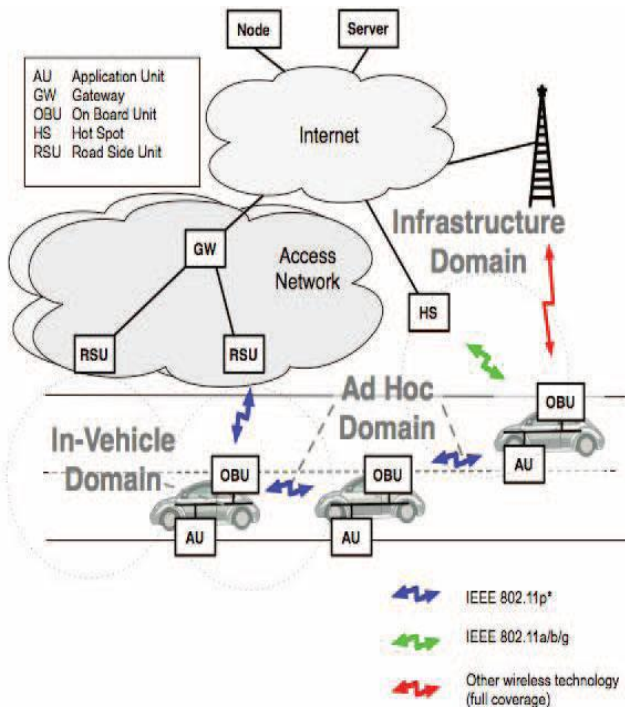 Node
Server
AU Application Unit
GW Gateway
OBU On Board Unit
HS Hot Spot
RSU Road Side Unit
Internet
Infrastructure
Domain
GW
Access
Network
HS
RSU
RSU
Ad Hoc
Domain
OBU
In-Vehicle
Domain
OBU
OBU
AU
AU
AU
IEEE 802.11p*
IEEE 802.11a/b/g
Other wireless technology
(full coverage)